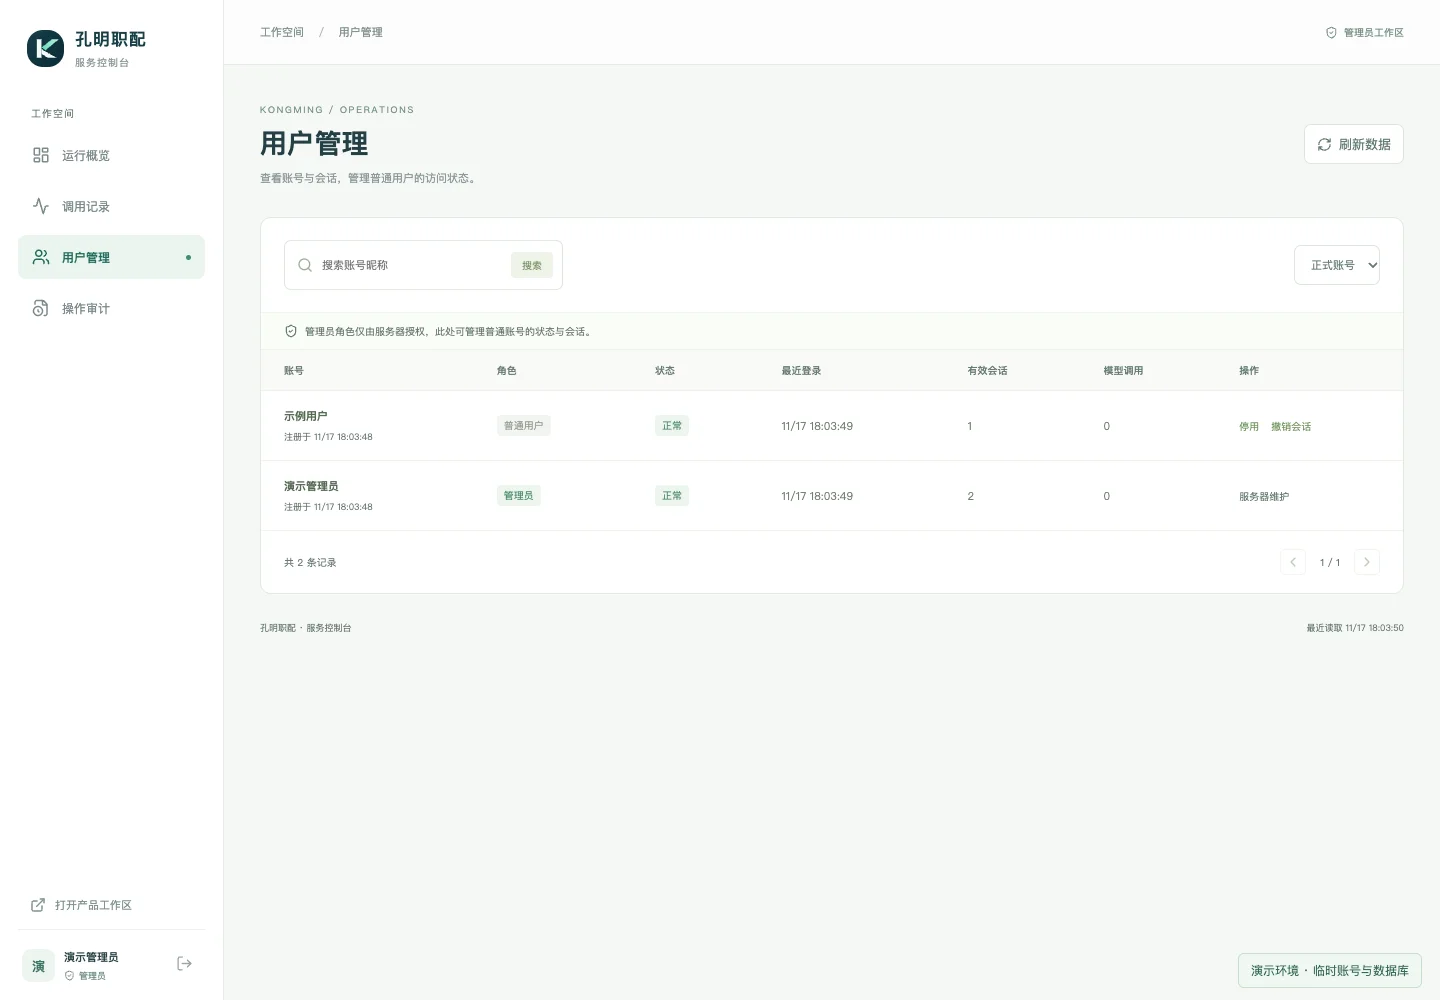 孔明职配
服务控制台
工作空间
运行概览
调用记录
用户管理
操作审计
打开产品工作区
演
演示管理员
管理员
工作空间 / 用户管理
管理员工作区
KONGMING / OPERATIONS
用户管理
查看账号与会话，管理普通用户的访问状态。
刷新数据
搜索账号昵称
搜索
正式账号
管理员角色仅由服务器授权，此处可管理普通账号的状态与会话。
账号 角色 状态 最近登录 有效会话 模型调用 操作
示例用户
注册于 11/17 18:03:48
普通用户 正常 11/17 18:03:49 1 0 停用 撤销会话
演示管理员
注册于 11/17 18:03:48
管理员 正常 11/17 18:03:49 2 0 服务器维护
共 2 条记录
1 / 1
孔明职配 · 服务控制台
最近读取 11/17 18:03:50
演示环境 · 临时账号与数据库